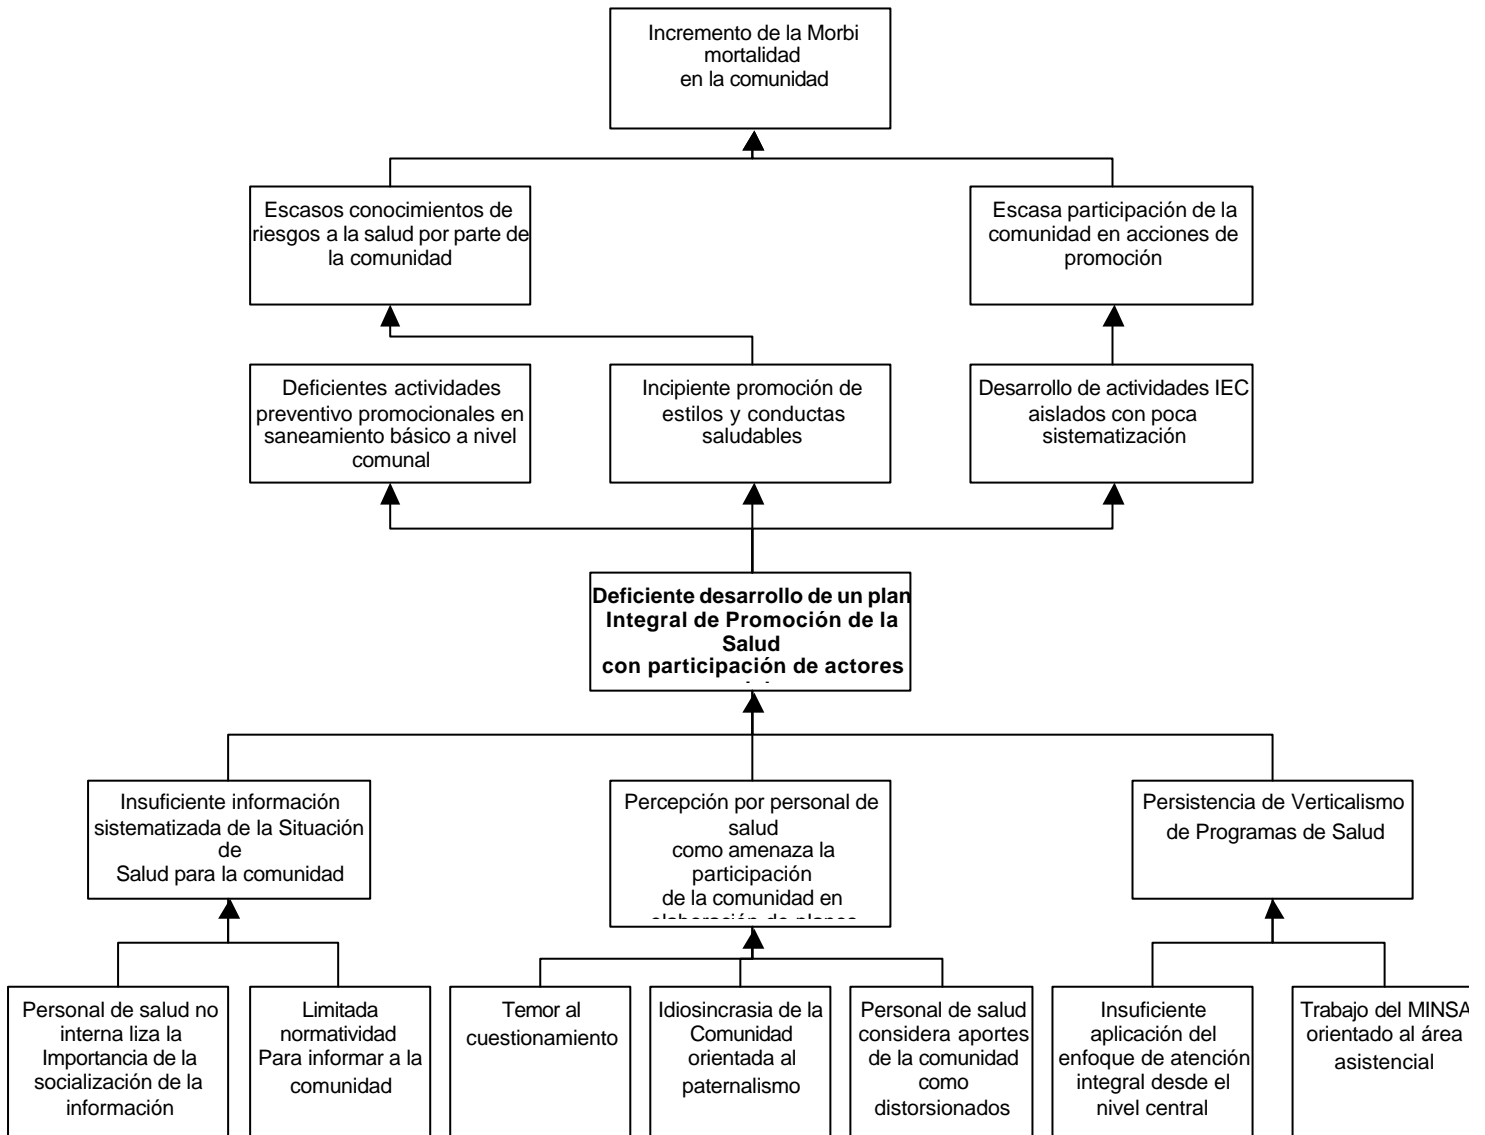 Incremento de la Morbi
mortalidad
en la comunidad
Escasos conocimientos de
riesgos a la salud por parte de
la comunidad
Escasa participación de la
comunidad en acciones de
promoción
Deficientes actividades
preventivo promocionales en
saneamiento básico a nivel
comunal
Incipiente promoción de
estilos y conductas
saludables
Desarrollo de actividades IEC
aislados con poca
sistematización
Deficiente desarrollo de un plan
Integral de Promoción de la
Salud
con participación de actores
Insuficiente información
sistematizada de la Situación
de
Salud para la comunidad
Percepción por personal de
salud
como amenaza la
participación
de la comunidad en
elaboración de planes
Persistencia de Verticalismo
de Programas de Salud
Personal de salud no
interna liza la
Importancia de la
socialización de la
información
Limitada
normatividad
Para informar a la
comunidad
Temor al
cuestionamiento
Idiosincrasia de la
Comunidad
orientada al
paternalismo
Personal de salud
considera aportes
de la comunidad
como
distorsionados
Insuficiente
aplicación del
enfoque de atención
integral desde el
nivel central
Trabajo del MINSA
orientado al área
asistencial